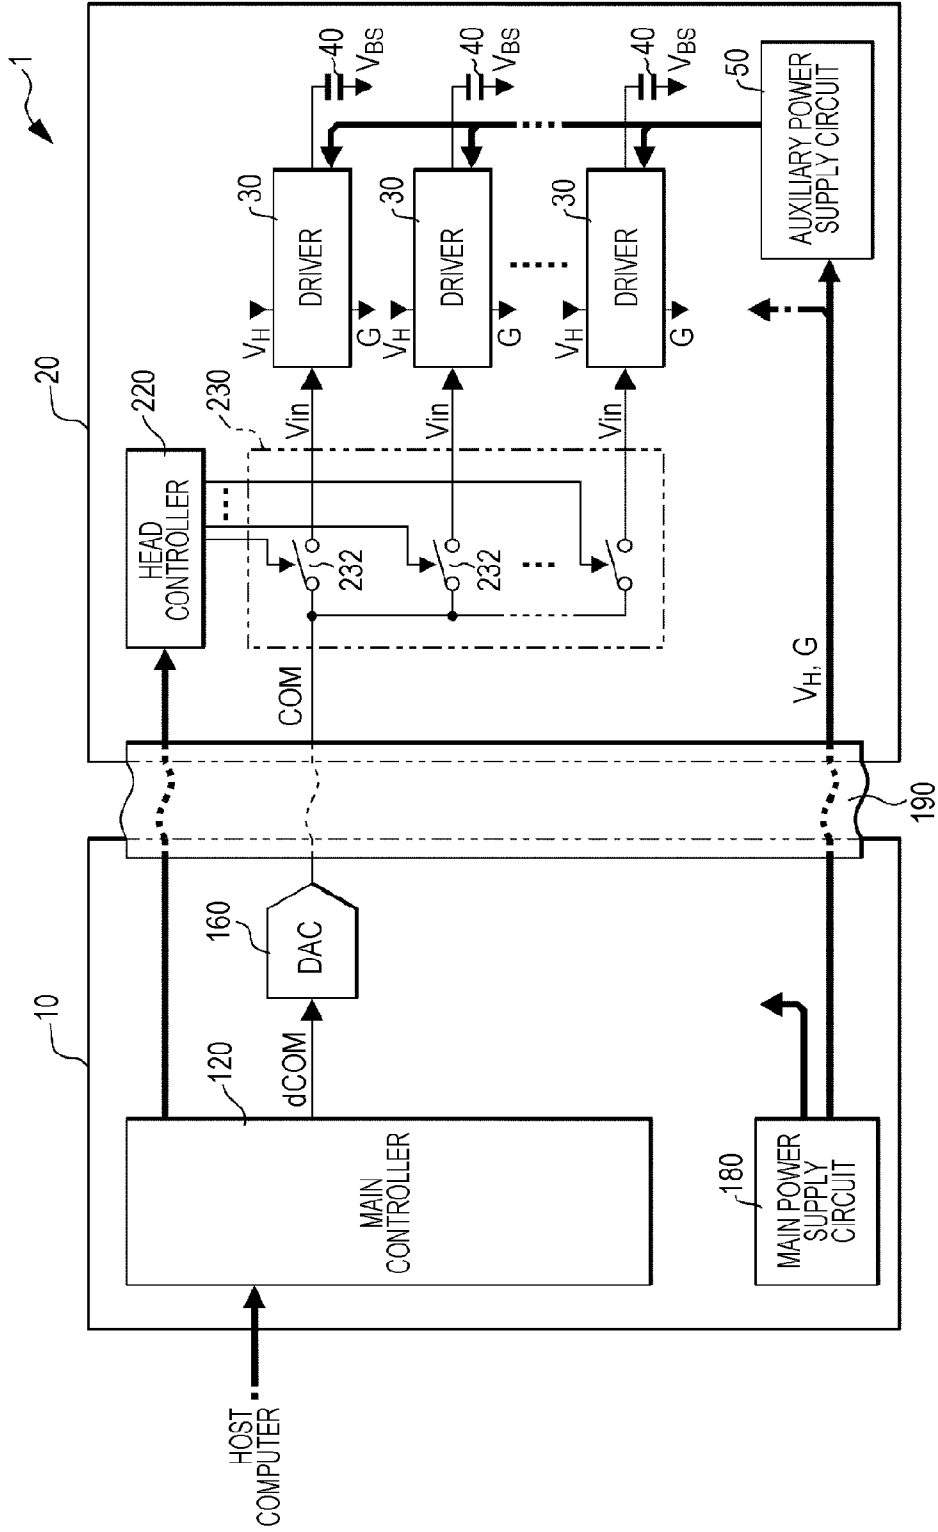 1
10
20
HOST
COMPUTER
MAIN
CONTROLLER
120
dCOM
DAC
160
MAIN POWER
SUPPLY
CIRCUIT
180
190
HEAD
CONTROLLER
220
230
COM
232
232
Vin
Vin
Vin
VH
DRIVER
30
G
VH
DRIVER
30
G
VH
DRIVER
30
G
40
VBS
40
VBS
40
VBS
VH, G
AUXILIARY POWER
SUPPLY CIRCUIT
50